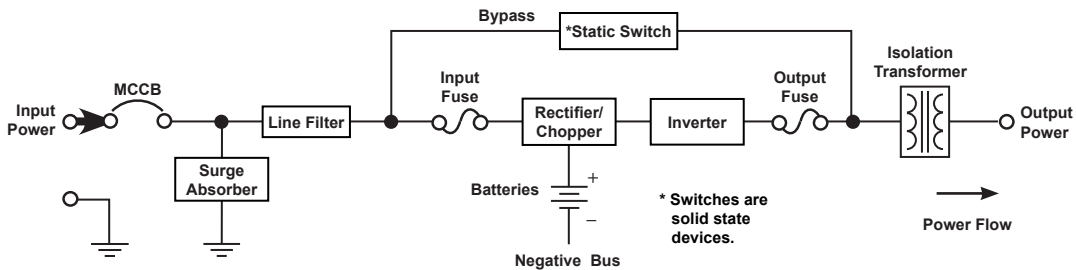 Bypass
*Static Switch
Isolation
Transformer
MCCB
Input
Fuse
Output
Fuse
Input
Power
Line Filter
Rectifier/
Chopper
Inverter
Output
Power
Surge
Absorber
Batteries
+
–
* Switches are
solid state
devices.
Power Flow
Negative Bus